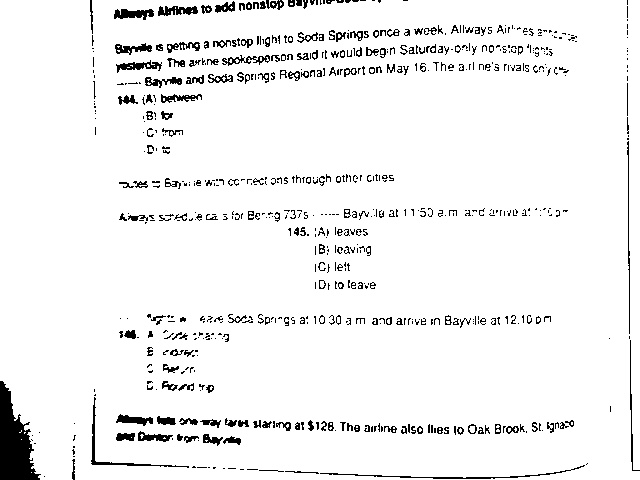 Allways Airlines to add nonstop Bayville-Soda
Bayville is getting a nonstop flight to Soda Springs once a week, Allways Airlines
yesterday. The airline spokesperson said it would begin Saturday-only nonstop flights
------ Bayville and Soda Springs Regional Airport on May 16. The airline's rivals only
144. (A) between
(B) for
(C) from
(D) to
routes to Bayville with connections through other cities
Allways schedule calls for Boeing 737s ------ Bayville at 11:50 a.m. and arrive at
145. (A) leaves
(B) leaving
(C) left
(D) to leave
flights will leave Soda Springs at 10:30 a.m. and arrive in Bayville at 12:10 pm
146. A. Code sharing
B. Indirect
C. Return
D. Round trip
Allways lists one-way fares starting at $128. The airline also flies to Oak Brook, St. Ignace
and Denton from Bayville